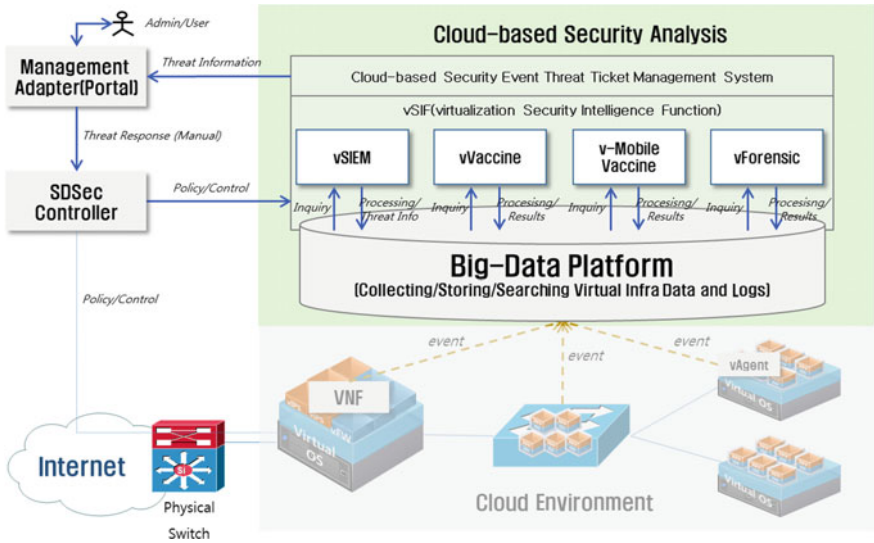 Admin/User
Cloud-based Security Analysis
Management
Adapter(Portal)
Threat Information
Cloud-based Security Event Threat Ticket Management System
vSIF(virtualization Security Intelligence Function)
Threat Response (Manual)
vSIEM
vVaccine
v-Mobile
Vaccine
vForensic
SDSec
Controller
Policy/Control
Inquiry
Processing/
Threat Info
Inquiry
Procesisng/
Results
Inquiry
Procesisng/
Results
Inquiry
Procesisng/
Results
Big-Data Platform
(Collecting/Storing/Searching Virtual Infra Data and Logs)
Policy/Control
event
event
event
VNF
Virtual
OS
vAgent
Virtual OS
Virtual OS
Internet
Si
Physical
Switch
Cloud Environment